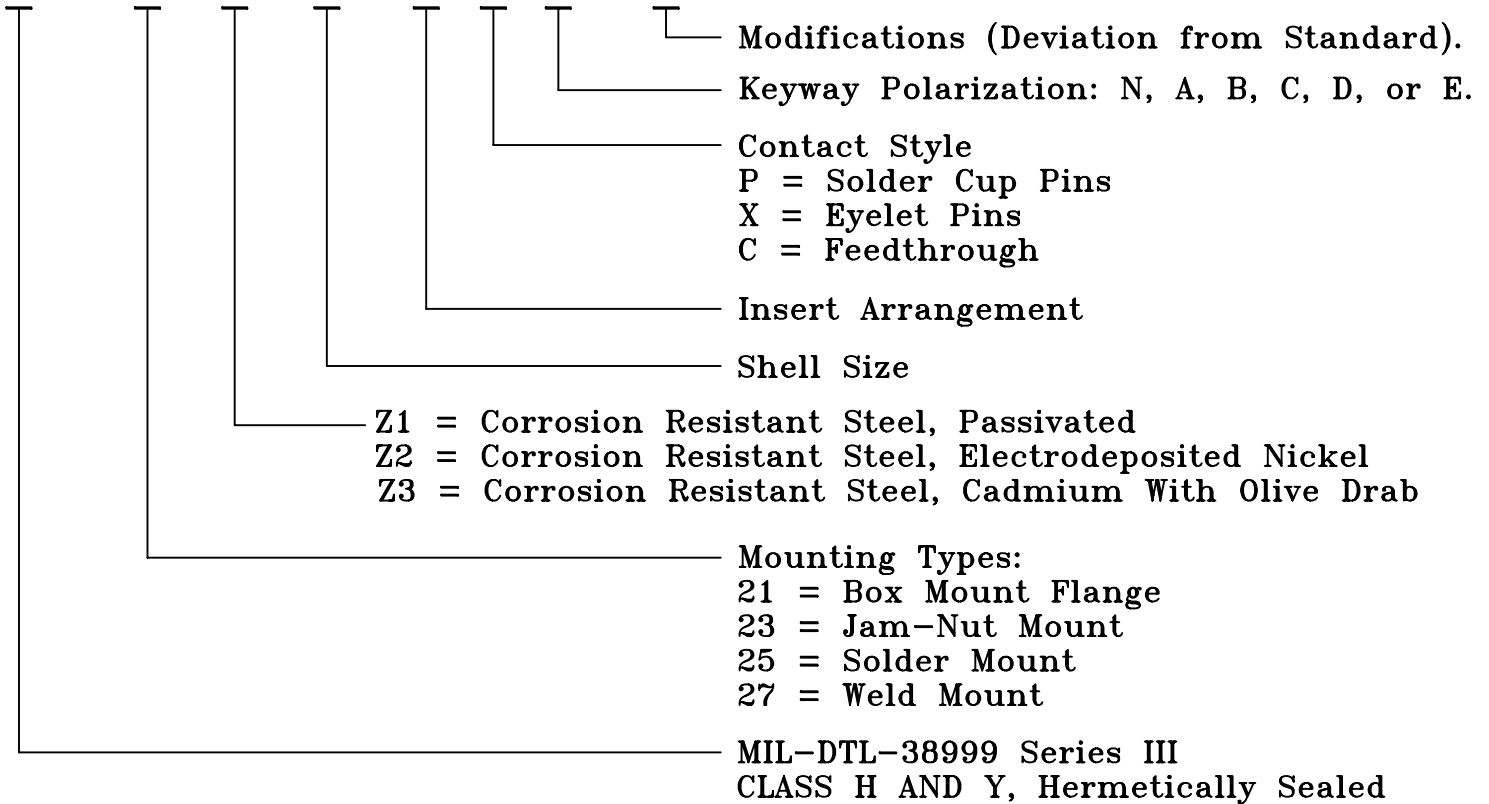 Modifications (Deviation from Standard).
Keyway Polarization: N, A, B, C, D, or E.
Contact Style
P = Solder Cup Pins
X = Eyelet Pins
C = Feedthrough
Insert Arrangement
Shell Size
Z1 = Corrosion Resistant Steel, Passivated
Z2 = Corrosion Resistant Steel, Electrodeposited Nickel
Z3 = Corrosion Resistant Steel, Cadmium With Olive Drab
Mounting Types:
21 = Box Mount Flange
23 = Jam-Nut Mount
25 = Solder Mount
27 = Weld Mount
MIL-DTL-38999 Series III
CLASS H AND Y, Hermetically Sealed